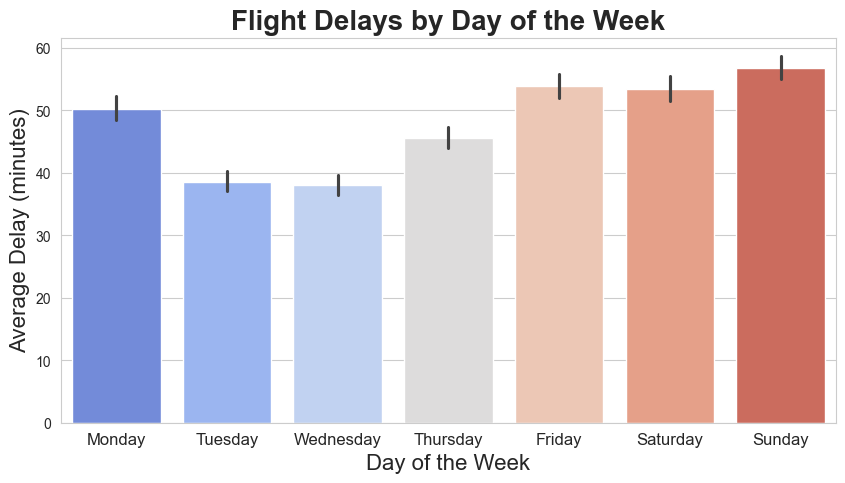 Flight Delays by Day of the Week
Average Delay (minutes)
60
50
40
30
20
10
0
Monday Tuesday Wednesday Thursday Friday Saturday Sunday
Day of the Week